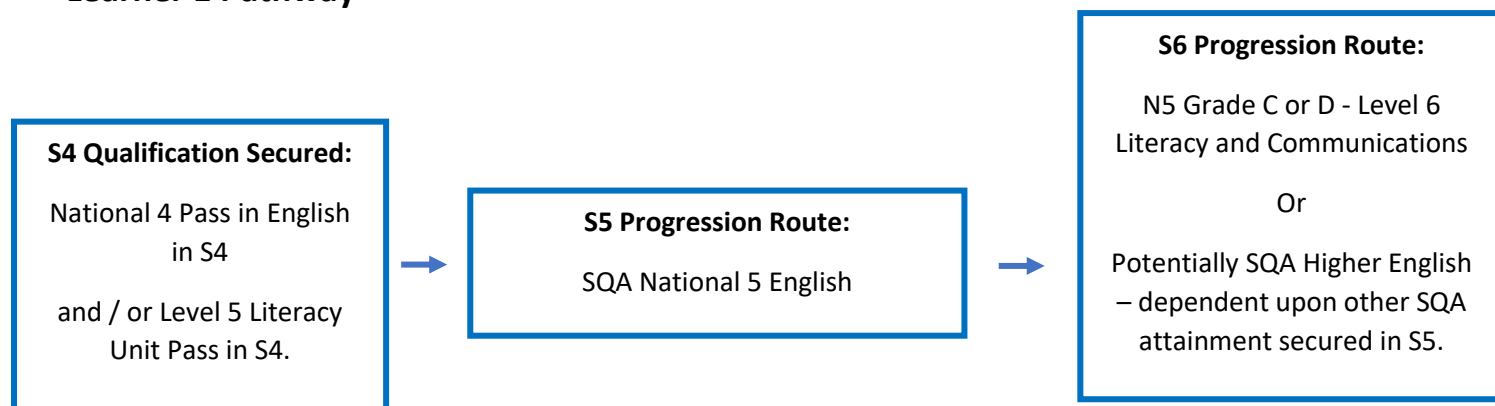 S4 Qualification Secured:
National 4 Pass in English
in S4
and / or Level 5 Literacy
Unit Pass in S4.
S5 Progression Route:
SQA National 5 English
S6 Progression Route:
N5 Grade C or D - Level 6
Literacy and Communications
Or
Potentially SQA Higher English
– dependent upon other SQA
attainment secured in S5.